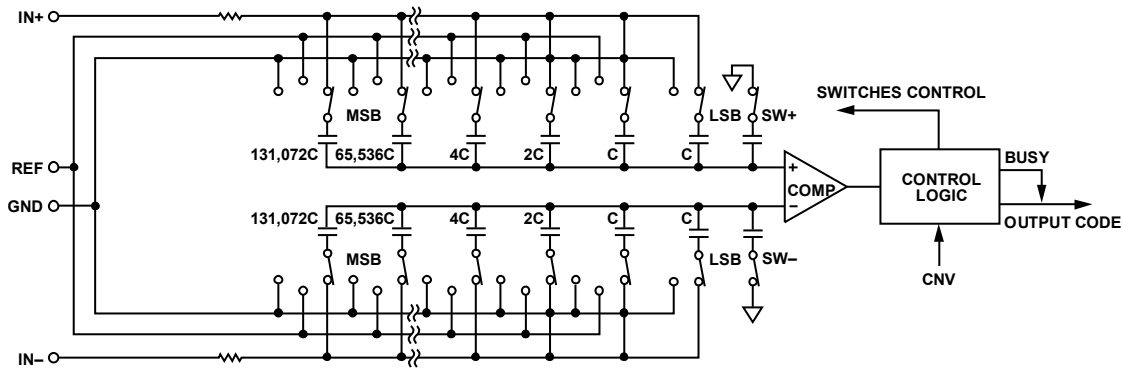 IN+
SWITCHES CONTROL
MSB
LSB
SW+
131,072C
65,536C
4C
2C
C
C
REF
GND
+
COMP
−
CONTROL
LOGIC
BUSY
OUTPUT CODE
CNV
131,072C
65,536C
4C
2C
C
C
MSB
LSB
SW−
IN−